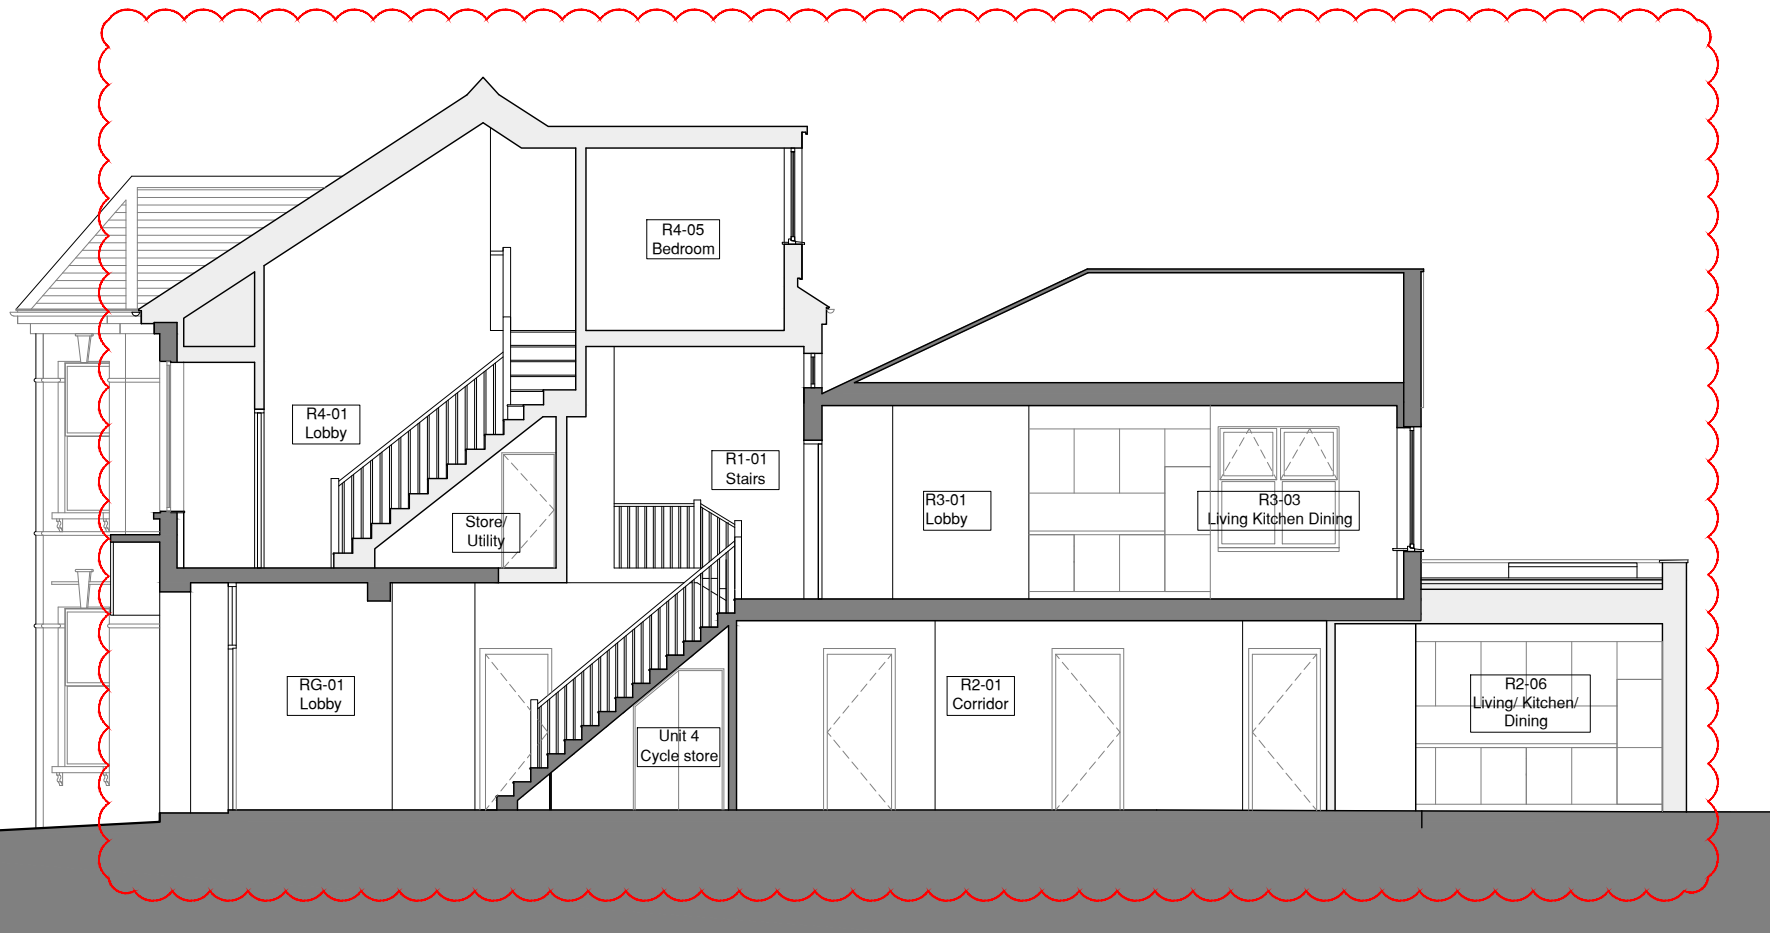 R4-05
Bedroom
R4-01
Lobby
R1-01
Stairs
R3-01
Lobby
R3-03
Living Kitchen Dining
Store/
Utility
RG-01
Lobby
Unit 4
Cycle store
R2-01
Corridor
R2-06
Living/ Kitchen/
Dining